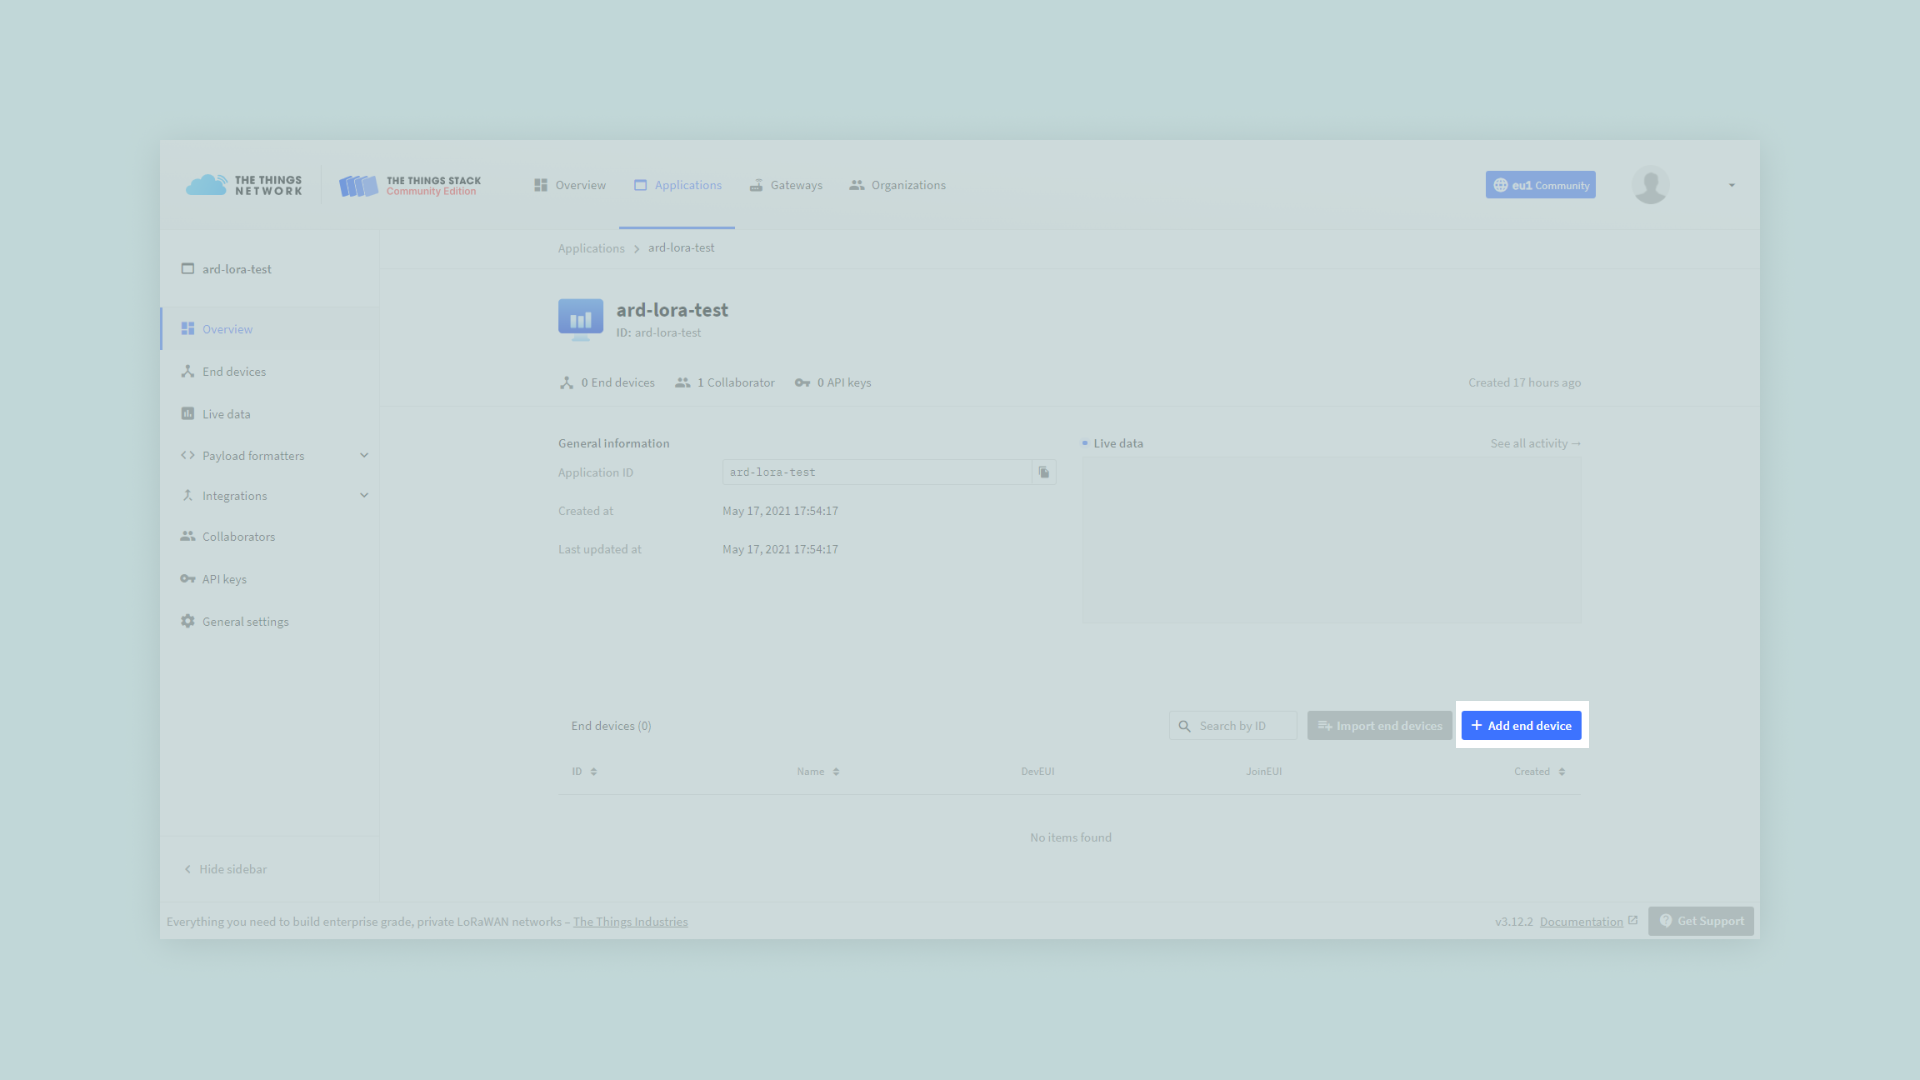 THE THINGS
NETWORK
THE THINGS STACK
Community Edition
Overview
Applications
Gateways
Organizations
eu1 Community
ard-lora-test
Overview
End devices
Live data
Payload formatters
Integrations
Collaborators
API keys
General settings
Hide sidebar
Applications > ard-lora-test
ard-lora-test
ID: ard-lora-test
0 End devices
1 Collaborator
0 API keys
Created 17 hours ago
General information
Application ID
ard-lora-test
Created at
May 17, 2021 17:54:17
Last updated at
May 17, 2021 17:54:17
Live data
See all activity →
End devices (0)
Search by ID
Import end devices
+ Add end device
ID
Name
DevEUI
JoinEUI
Created
No items found
Everything you need to build enterprise grade, private LoRaWAN networks – The Things Industries
v3.12.2
Documentation
Get Support